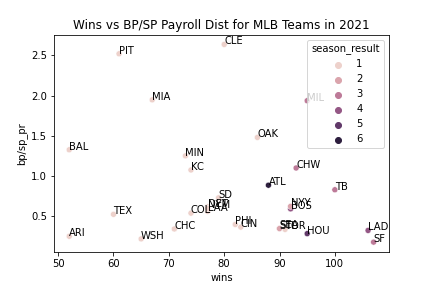 Wins vs BP/SP Payroll Dist for MLB Teams in 2021
season_result
1
2
3
4
5
6
bp/sp_pr
2.5
2.0
1.5
1.0
0.5
CLE
PIT
MIA
MIL
OAK
BAL
MIN
KC
CHW
ATL
TB
SD
NYY
BOS
COL
TEX
PHI
CIN
CHC
ARI
WSH
HOU
LAD
SF
50
60
70
80
90
100
wins